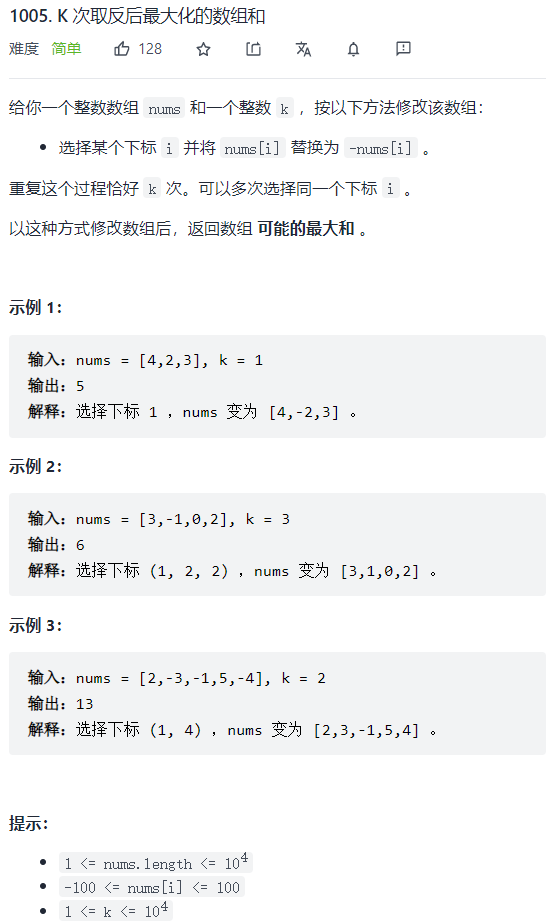 1005. K 次取反后最大化的数组和
难度 简单 128
给你一个整数数组 nums 和一个整数 k ，按以下方法修改该数组：
选择某个下标 i 并将 nums[i] 替换为 -nums[i] 。
重复这个过程恰好 k 次。可以多次选择同一个下标 i 。
以这种方式修改数组后，返回数组 可能的最大和 。
示例 1：
输入：nums = [4,2,3], k = 1
输出：5
解释：选择下标 1 ，nums 变为 [4,-2,3] 。
示例 2：
输入：nums = [3,-1,0,2], k = 3
输出：6
解释：选择下标 (1, 2, 2) ，nums 变为 [3,1,0,2] 。
示例 3：
输入：nums = [2,-3,-1,5,-4], k = 2
输出：13
解释：选择下标 (1, 4) ，nums 变为 [2,3,-1,5,4] 。
提示：
1 <= nums.length <= 10⁴
-100 <= nums[i] <= 100
1 <= k <= 10⁴